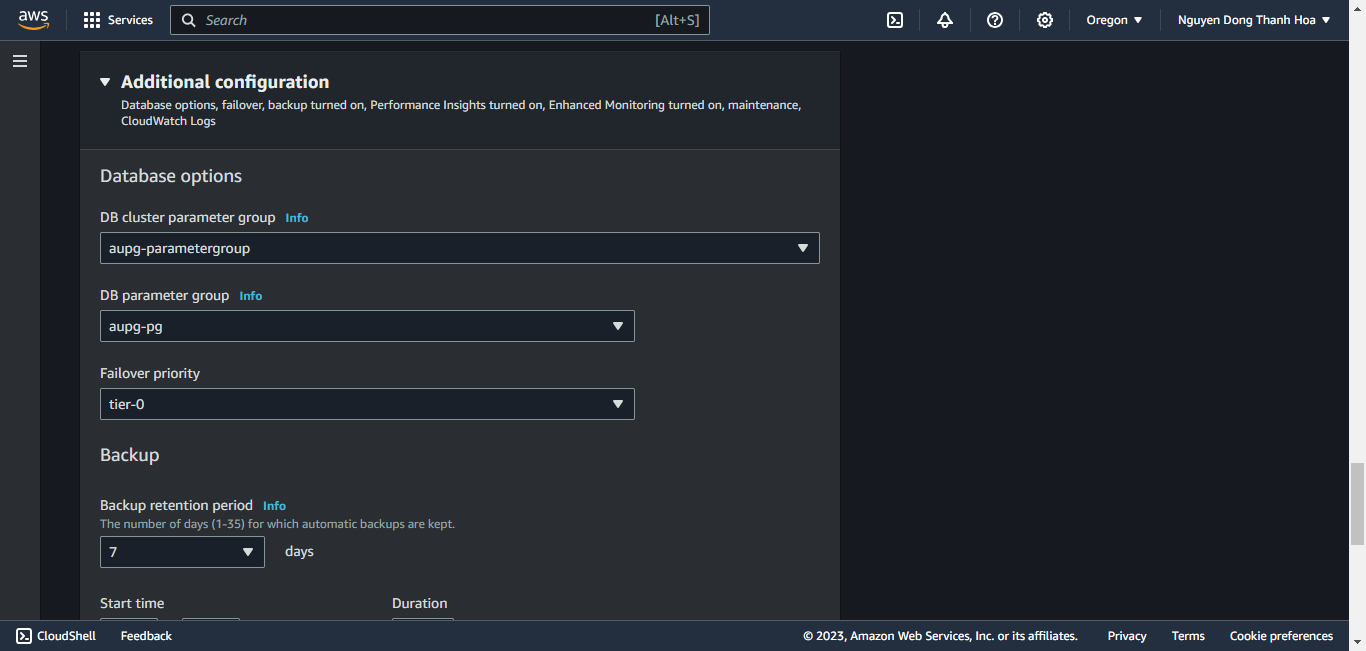 aws Services Search [Alt+S] Oregon Nguyen Dong Thanh Hoa
Additional configuration
Database options, failover, backup turned on, Performance Insights turned on, Enhanced Monitoring turned on, maintenance,
CloudWatch Logs
Database options
DB cluster parameter group Info
aupg-parametergroup
DB parameter group Info
aupg-pg
Failover priority
tier-0
Backup
Backup retention period Info
The number of days (1-35) for which automatic backups are kept.
7 days
Start time Duration
CloudShell Feedback © 2023, Amazon Web Services, Inc. or its affiliates. Privacy Terms Cookie preferences